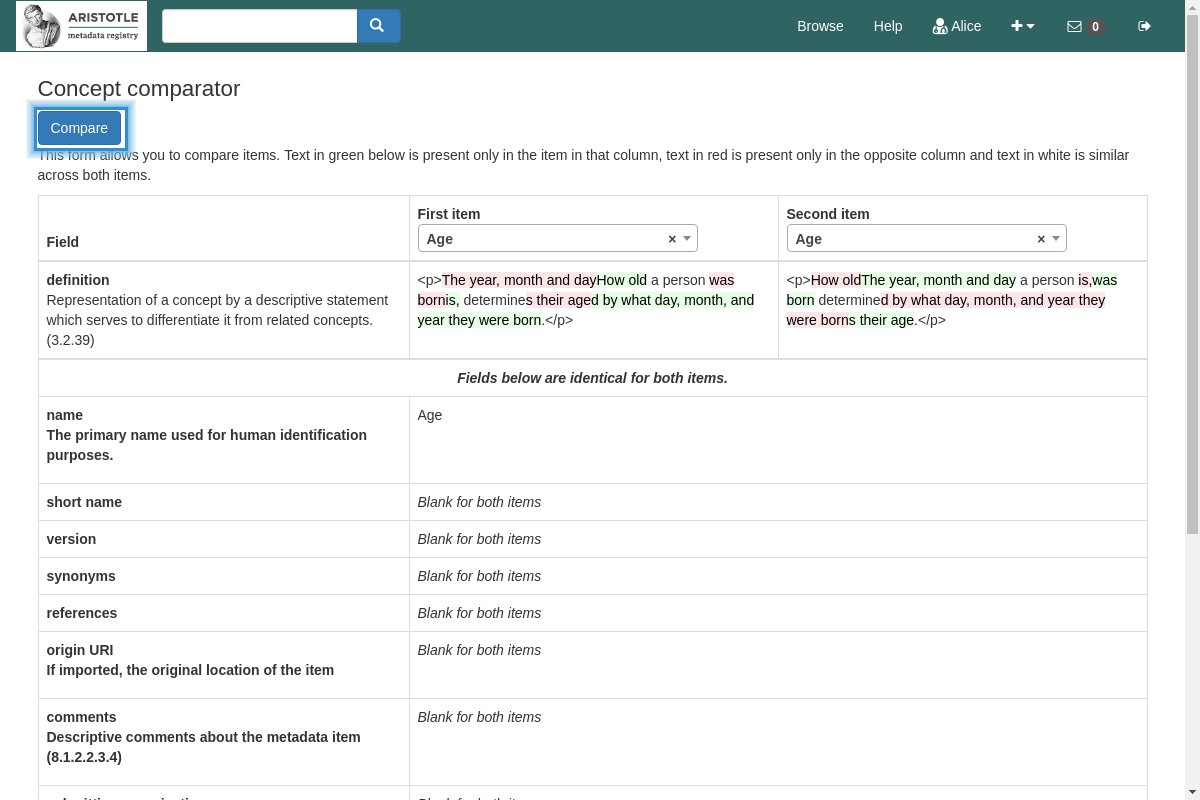 ARISTOTLE
metadata registry
Browse
Help
Alice
0
Concept comparator
Compare
This form allows you to compare items. Text in green below is present only in the item in that column, text in red is present only in the opposite column and text in white is similar
across both items.
Field
First item
Age × 
Second item
Age ×
definition
Representation of a concept by a descriptive statement
which serves to differentiate it from related concepts.
(3.2.39)
<p>The year, month and dayHow old a person was
bornis, determines their aged by what day, month, and
year they were born.</p>
<p>How oldThe year, month and day a person is,was
born determined by what day, month, and year they
were borns their age.</p>
Fields below are identical for both items.
name
The primary name used for human identification
purposes.
Age
short name
Blank for both items
version
Blank for both items
synonyms
Blank for both items
references
Blank for both items
origin URI
If imported, the original location of the item
Blank for both items
comments
Descriptive comments about the metadata item
(8.1.2.2.3.4)
Blank for both items